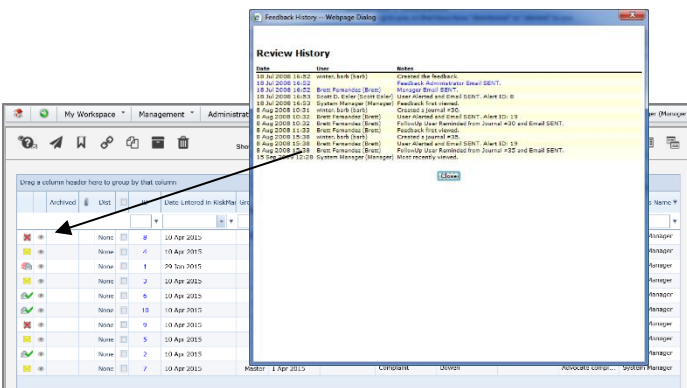 Feedback History -- Webpage Dialog
Review History
Date User Notes
18 Jul 2008 16:52 winter, barb (barb) Created the feedback.
18 Jul 2008 16:52 Feedback Administrator Email SENT.
18 Jul 2008 16:52 Brett Fernandez (Brett) Manager Email SENT.
18 Jul 2008 16:53 Scott D. Exler (Scott Exler) User Alerted and Email SENT. Alert ID: 8
18 Jul 2008 16:53 System Manager (Manager) Feedback first viewed.
8 Aug 2008 10:31 winter, barb (barb) Created a journal #30.
8 Aug 2008 10:32 Brett Fernandez (Brett) User Alerted and Email SENT. Alert ID: 13
8 Aug 2008 10:32 Brett Fernandez (Brett) FollowUp User Reminded from Journal #30 and Email SENT.
8 Aug 2008 11:33 Brett Fernandez (Brett) Feedback first viewed.
8 Aug 2008 15:38 winter, barb (barb) Created a journal #35.
8 Aug 2008 15:38 Brett Fernandez (Brett) User Alerted and Email SENT. Alert ID: 19
8 Aug 2008 15:38 Brett Fernandez (Brett) FollowUp User Reminded from Journal #35 and Email SENT.
15 Sep 12:28 System Manager (Manager) Most recently viewed.
Close
My Workspace Management Administrat (Manager
Show
Drag a column header here to group by that column
Archived Dist ID Date Entered In RiskMan Name
None 8 10 Apr 2015 Manager
None 4 10 Apr 2015 Manager
None 1 29 Jan 2015 Manager
None 3 10 Apr 2015 Manager
None 6 10 Apr 2015 Manager
None 10 10 Apr 2015 Manager
None 9 10 Apr 2015 Manager
None 5 10 Apr 2015 Manager
None 2 10 Apr 2015 Manager
None 7 10 Apr 2015 Master 1 Apr 2015 Complaint Advocate compl... System Manager